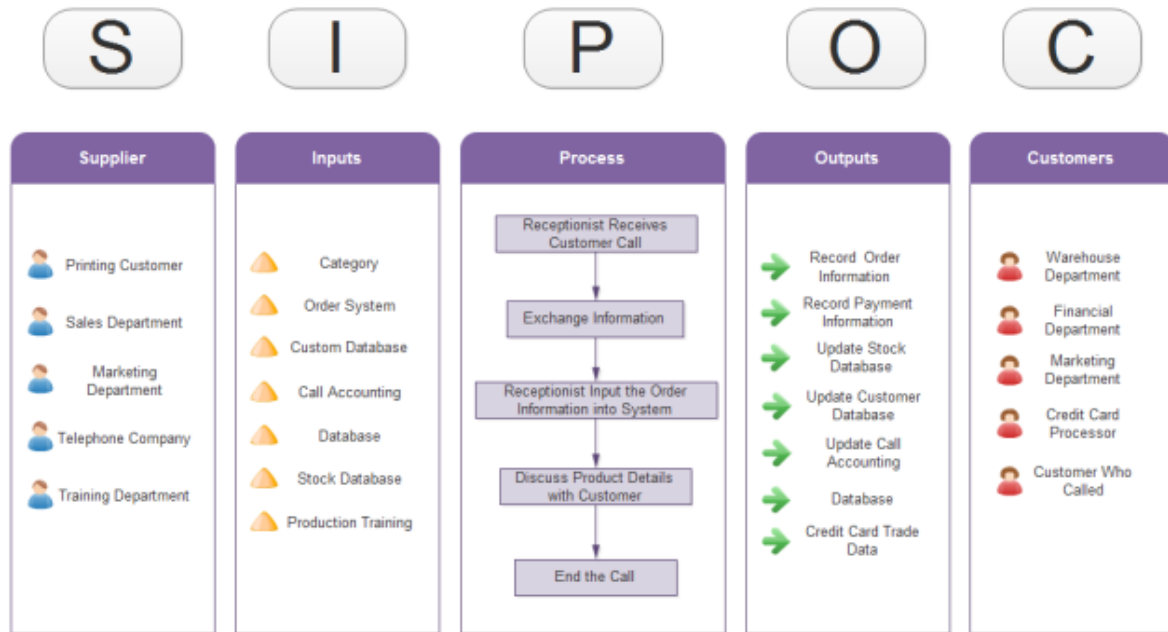 S
I
P
O
C
Supplier
Printing Customer
Sales Department
Marketing
Department
Telephone Company
Training Department
Inputs
Category
Order System
Custom Database
Call Accounting
Database
Stock Database
Production Training
Process
Receptionist Receives
Customer Call
Exchange Information
Receptionist Input the Order
Information into System
Discuss Product Details
with Customer
End the Call
Outputs
Record Order
Information
Record Payment
Information
Update Stock
Database
Update Customer
Database
Update Call
Accounting
Database
Credit Card Trade
Data
Customers
Warehouse
Department
Financial
Department
Marketing
Department
Credit Card
Processor
Customer Who
Called